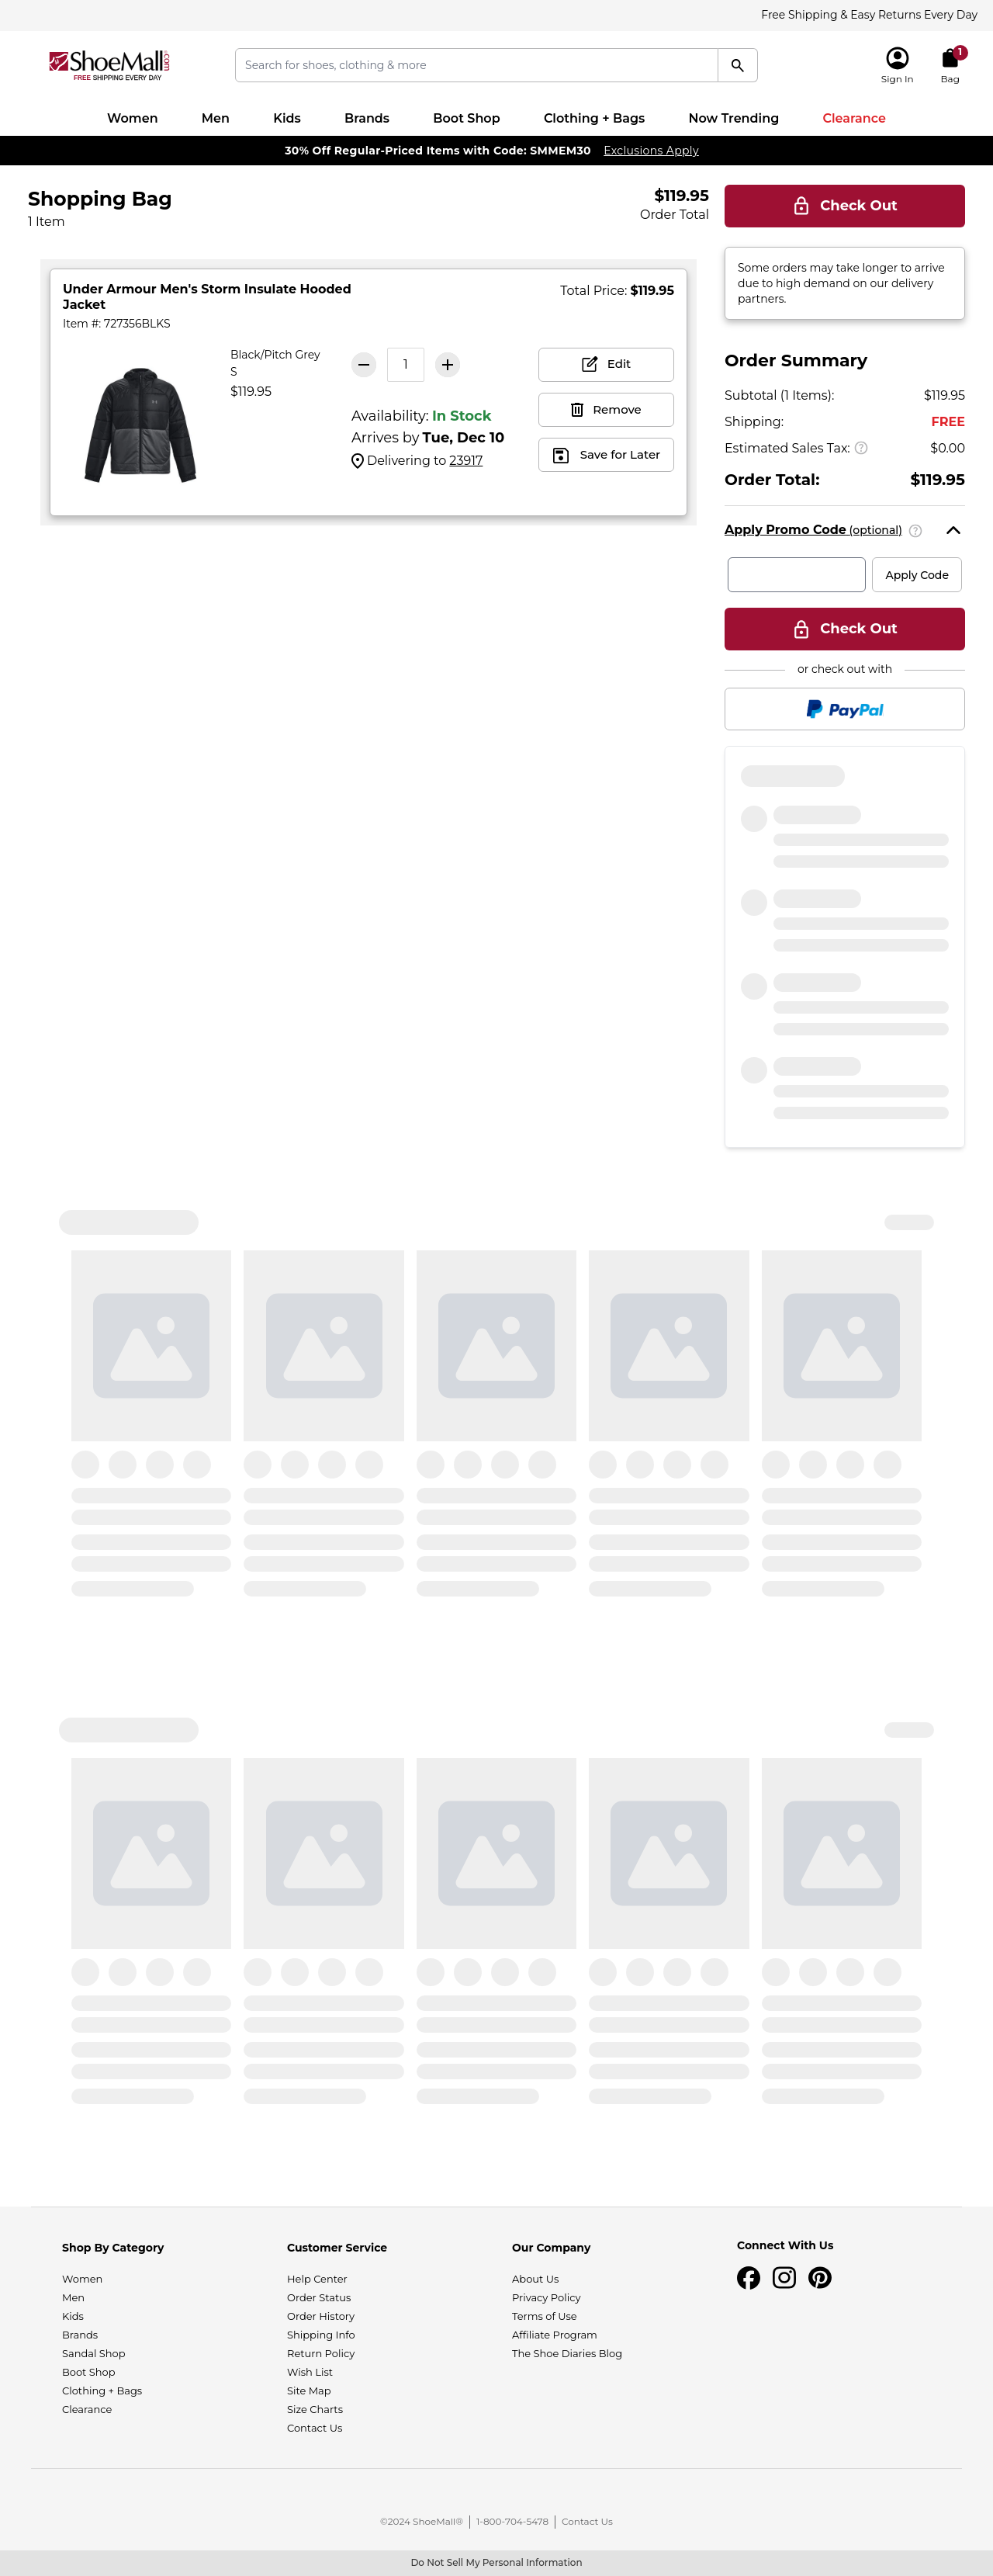 Free Shipping & Easy Returns Every Day
ShoeMall.com
FREE SHIPPING EVERY DAY
Search for shoes, clothing & more
Sign In
1
Bag
Women Men Kids Brands Boot Shop Clothing + Bags Now Trending Clearance
30% Off Regular-Priced Items with Code: SMMEM30 Exclusions Apply
Shopping Bag
1 Item
$119.95
Order Total
Check Out
Some orders may take longer to arrive
due to high demand on our delivery
partners.
Under Armour Men's Storm Insulate Hooded
Jacket
Item #: 727356BLKS
Total Price: $119.95
Black/Pitch Grey
S
$119.95
1
Availability: In Stock
Arrives by Tue, Dec 10
Delivering to 23917
Edit
Remove
Save for Later
Order Summary
Subtotal (1 Items): $119.95
Shipping: FREE
Estimated Sales Tax: ? $0.00
Order Total: $119.95
Apply Promo Code (optional) ?
Apply Code
Check Out
or check out with
PayPal
Shop By Category
Women
Men
Kids
Brands
Sandal Shop
Boot Shop
Clothing + Bags
Clearance
Customer Service
Help Center
Order Status
Order History
Shipping Info
Return Policy
Wish List
Site Map
Size Charts
Contact Us
Our Company
About Us
Privacy Policy
Terms of Use
Affiliate Program
The Shoe Diaries Blog
Connect With Us
©2024 ShoeMall® 1-800-704-5478 Contact Us
Do Not Sell My Personal Information